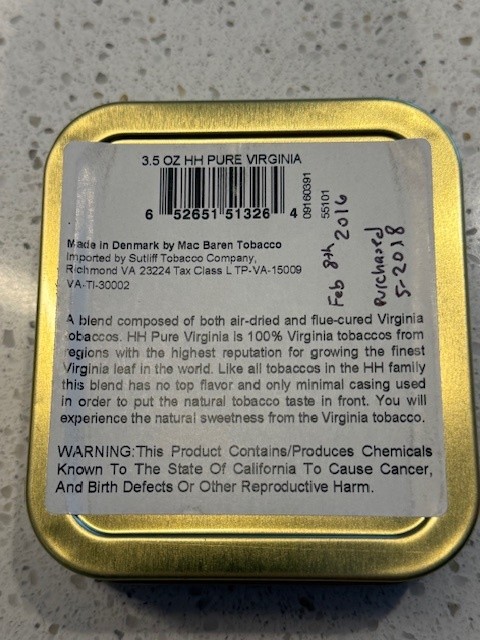 3.5 OZ HH PURE VIRGINIA
6 52651 51326 4
09160391
55101
Feb 8th 2016
Purchased
5-2018
Made in Denmark by Mac Baren Tobacco
Imported by Sutliff Tobacco Company,
Richmond VA 23224 Tax Class L TP-VA-15009
VA-TI-30002
A blend composed of both air-dried and flue-cured Virginia
tobaccos. HH Pure Virginia is 100% Virginia tobaccos from
regions with the highest reputation for growing the finest
Virginia leaf in the world. Like all tobaccos in the HH family
this blend has no top flavor and only minimal casing used
in order to put the natural tobacco taste in front. You will
experience the natural sweetness from the Virginia tobacco.
WARNING:This Product Contains/Produces Chemicals
Known To The State Of California To Cause Cancer,
And Birth Defects Or Other Reproductive Harm.